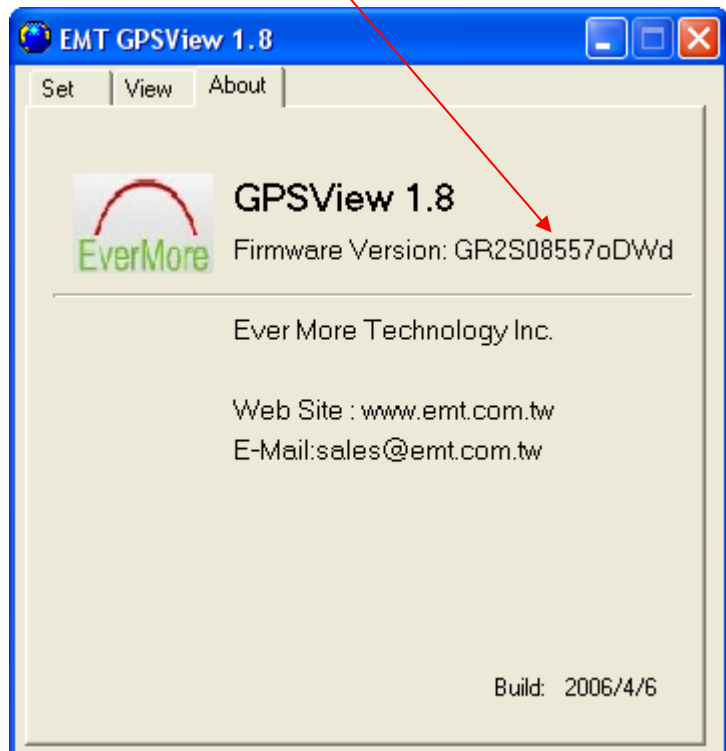 EMT GPSView 1.8
Set View About
GPSView 1.8
EverMore
Firmware Version: GR2S08557oDWd
Ever More Technology Inc.
Web Site : www.emt.com.tw
E-Mail:sales@emt.com.tw
Build: 2006/4/6